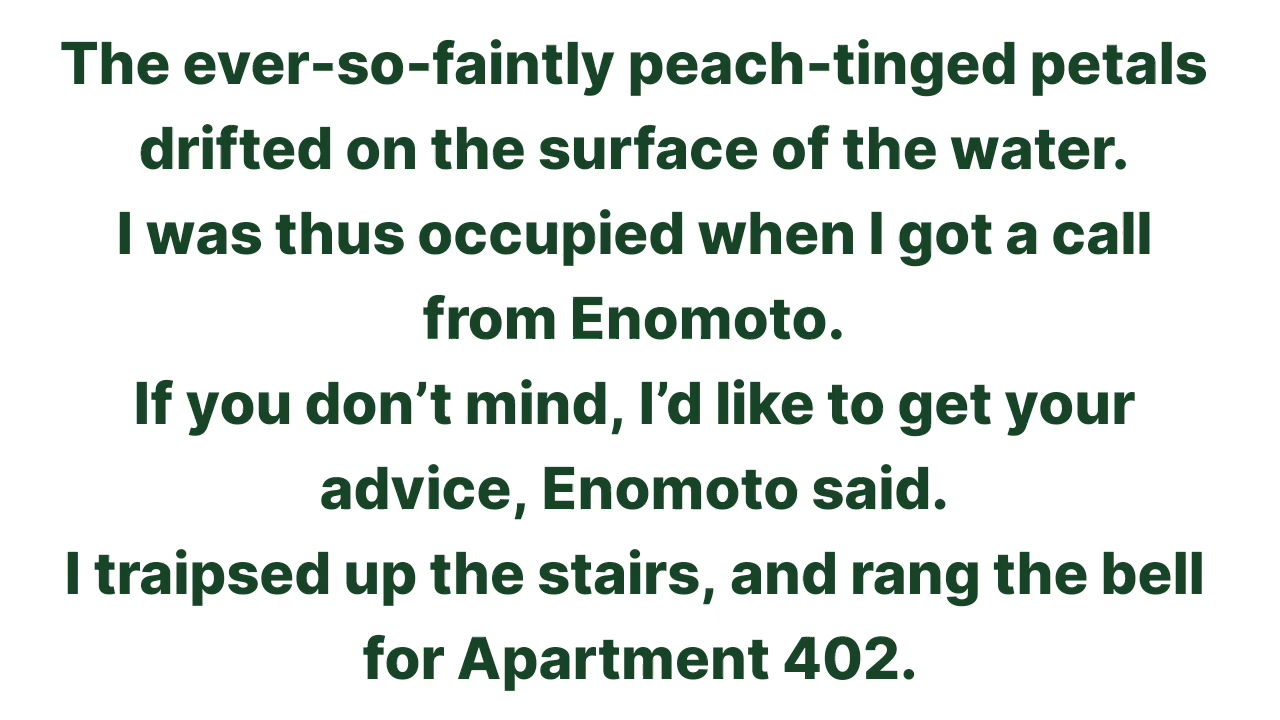 The ever-so-faintly peach-tinged petals
drifted on the surface of the water.
I was thus occupied when I got a call
from Enomoto.
If you don’t mind, I’d like to get your
advice, Enomoto said.
I traipsed up the stairs, and rang the bell
for Apartment 402.